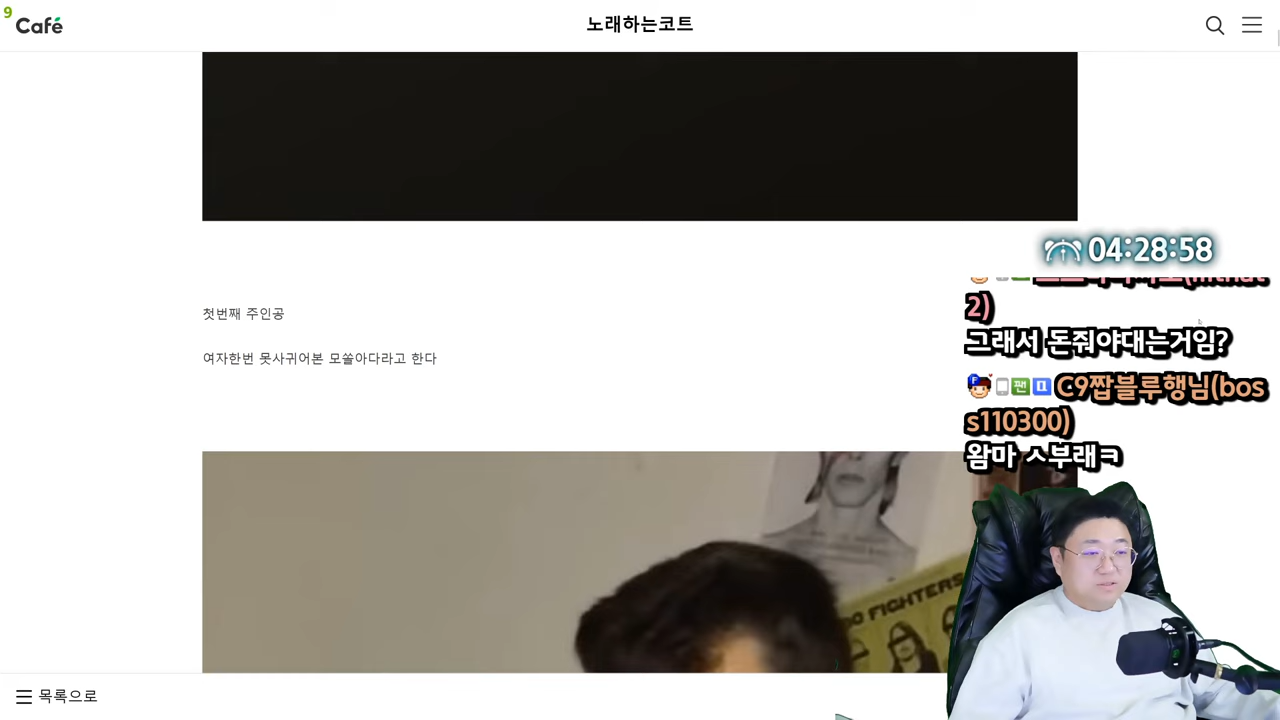 9
Café
노래하는코트
04:28:58
2)
그래서 돈줘야대는거임?
F 짼 C9짭블루행님(bos
s110300)
왐마 ㅅ부래ㅋ
첫번째 주인공
여자한번 못사귀어본 모쏠아다라고 한다
FIGHTERS
목록으로